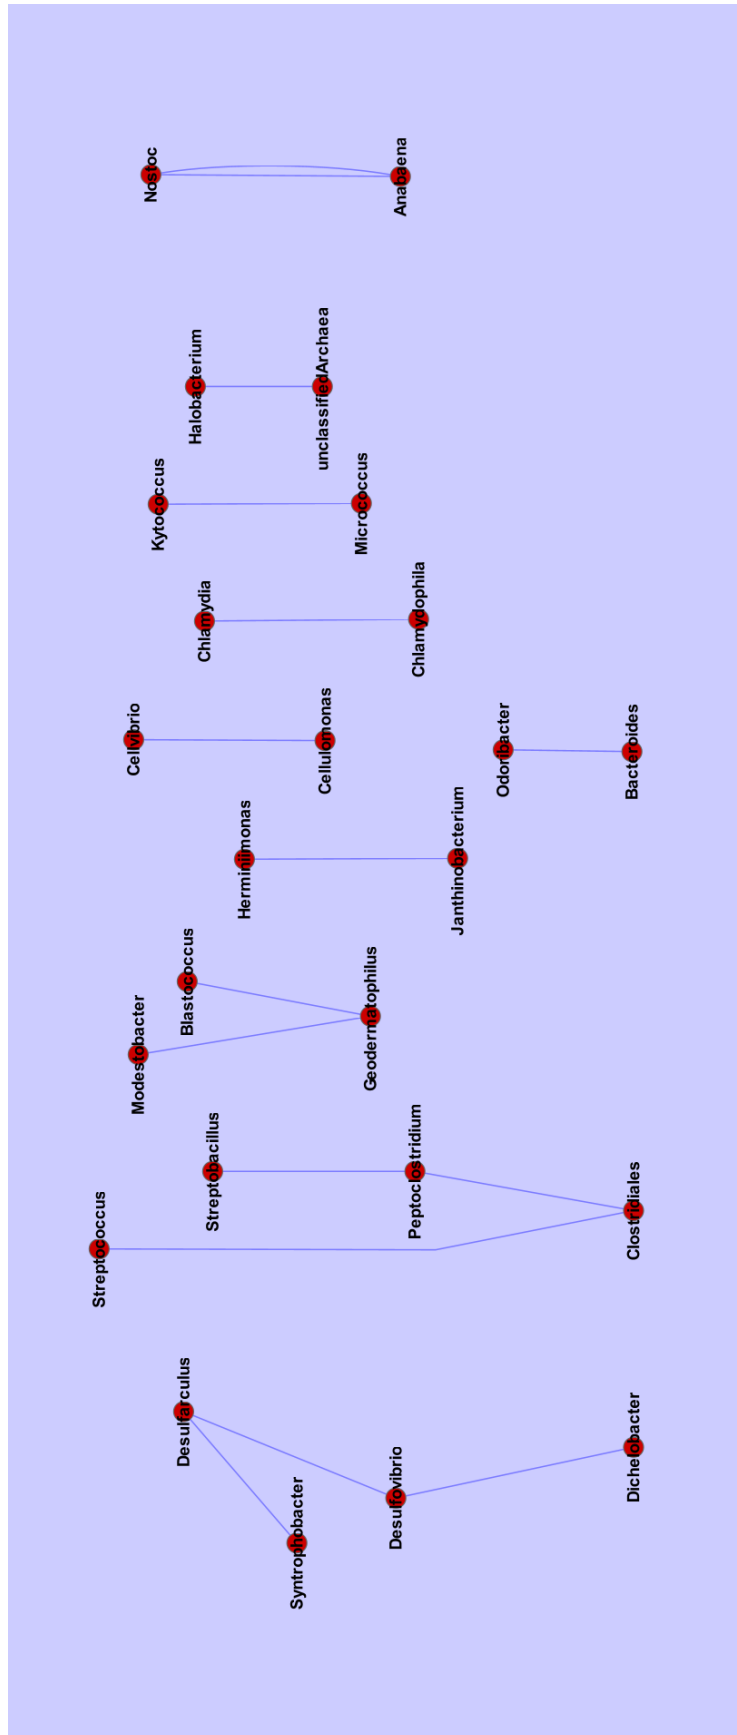 Nostoc
Anabaena
Halobacterium
unclassifiedArchaea
Kytococcus
Micrococcus
Chlamydia
Chlamydophila
Cellvibrio
Cellulomonas
Odoribacter
Bacteroides
Herminiimonas
Janthinobacterium
Blastococcus
Modestobacter
Geodermatophilus
Streptobacillus
Peptoclostridium
Streptococcus
Clostridiales
Desulfarculus
Syntrophobacter
Desulfovibrio
Dichelobacter